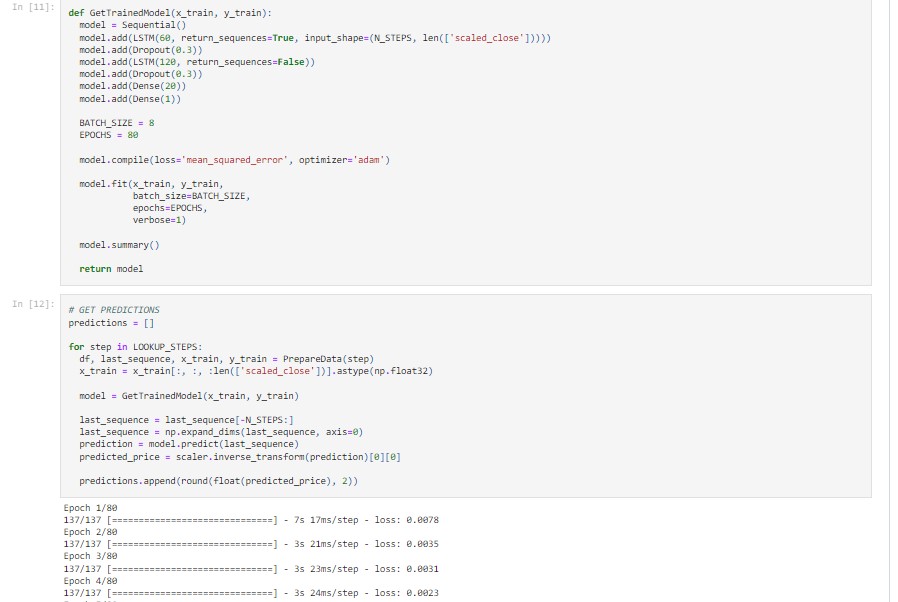 In [11]:
def GetTrainedModel(x_train, y_train):
  model = Sequential()
  model.add(LSTM(60, return_sequences=True, input_shape=(N_STEPS, len(['scaled_close']))))
  model.add(Dropout(0.3))
  model.add(LSTM(120, return_sequences=False))
  model.add(Dropout(0.3))
  model.add(Dense(20))
  model.add(Dense(1))

  BATCH_SIZE = 8
  EPOCHS = 80

  model.compile(loss='mean_squared_error', optimizer='adam')

  model.fit(x_train, y_train,
            batch_size=BATCH_SIZE,
            epochs=EPOCHS,
            verbose=1)

  model.summary()

  return model
In [12]:
# GET PREDICTIONS
predictions = []

for step in LOOKUP_STEPS:
  df, last_sequence, x_train, y_train = PrepareData(step)
  x_train = x_train[:, :, :len(['scaled_close'])].astype(np.float32)

  model = GetTrainedModel(x_train, y_train)

  last_sequence = last_sequence[-N_STEPS:]
  last_sequence = np.expand_dims(last_sequence, axis=0)
  prediction = model.predict(last_sequence)
  predicted_price = scaler.inverse_transform(prediction)[0][0]

  predictions.append(round(float(predicted_price), 2))
Epoch 1/80
137/137 [==============================] - 7s 17ms/step - loss: 0.0078
Epoch 2/80
137/137 [==============================] - 3s 21ms/step - loss: 0.0035
Epoch 3/80
137/137 [==============================] - 3s 23ms/step - loss: 0.0031
Epoch 4/80
137/137 [==============================] - 3s 24ms/step - loss: 0.0023